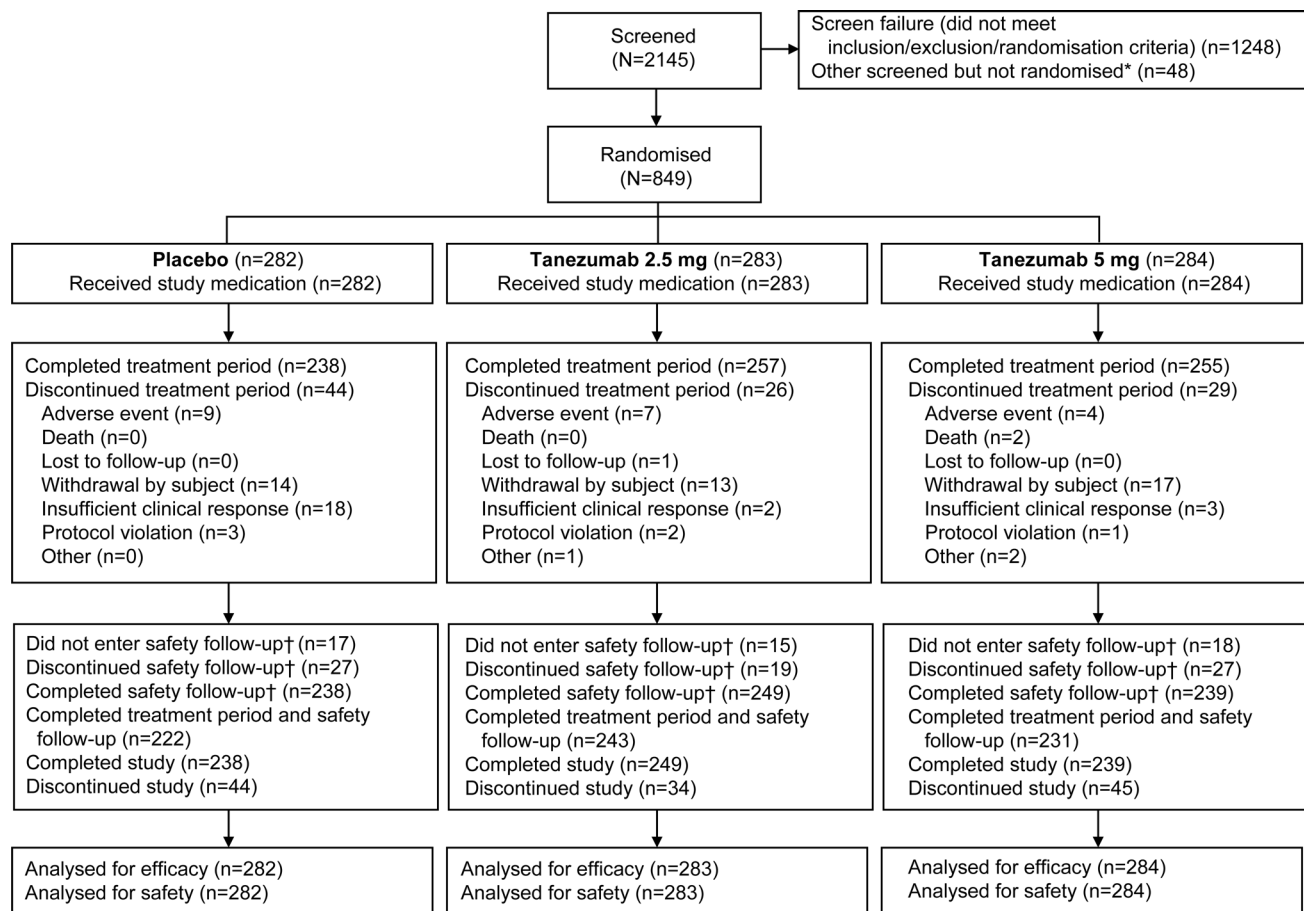 Screened
(N=2145)
Screen failure (did not meet
inclusion/exclusion/randomisation criteria) (n=1248)
Other screened but not randomised* (n=48)
Randomised
(N=849)
Placebo (n=282)
Received study medication (n=282)
Tanezumab 2.5 mg (n=283)
Received study medication (n=283)
Tanezumab 5 mg (n=284)
Received study medication (n=284)
Completed treatment period (n=238)
Discontinued treatment period (n=44)
Adverse event (n=9)
Death (n=0)
Lost to follow-up (n=0)
Withdrawal by subject (n=14)
Insufficient clinical response (n=18)
Protocol violation (n=3)
Other (n=0)
Completed treatment period (n=257)
Discontinued treatment period (n=26)
Adverse event (n=7)
Death (n=0)
Lost to follow-up (n=1)
Withdrawal by subject (n=13)
Insufficient clinical response (n=2)
Protocol violation (n=2)
Other (n=1)
Completed treatment period (n=255)
Discontinued treatment period (n=29)
Adverse event (n=4)
Death (n=2)
Lost to follow-up (n=0)
Withdrawal by subject (n=17)
Insufficient clinical response (n=3)
Protocol violation (n=1)
Other (n=2)
Did not enter safety follow-up† (n=17)
Discontinued safety follow-up† (n=27)
Completed safety follow-up† (n=238)
Completed treatment period and safety
follow-up (n=222)
Completed study (n=238)
Discontinued study (n=44)
Did not enter safety follow-up† (n=15)
Discontinued safety follow-up† (n=19)
Completed safety follow-up† (n=249)
Completed treatment period and safety
follow-up (n=243)
Completed study (n=249)
Discontinued study (n=34)
Did not enter safety follow-up† (n=18)
Discontinued safety follow-up† (n=27)
Completed safety follow-up† (n=239)
Completed treatment period and safety
follow-up (n=231)
Completed study (n=239)
Discontinued study (n=45)
Analysed for efficacy (n=282)
Analysed for safety (n=282)
Analysed for efficacy (n=283)
Analysed for safety (n=283)
Analysed for efficacy (n=284)
Analysed for safety (n=284)